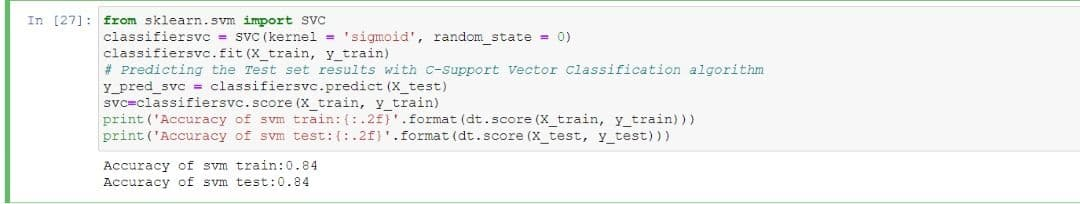 In [27]: from sklearn.svm import SVC
classifiersvc = SVC(kernel = 'sigmoid', random_state = 0)
classifiersvc.fit(X_train, y_train)
# Predicting the Test set results with C-Support Vector Classification algorithm
y_pred_svc = classifiersvc.predict(X_test)
svc=classifiersvc.score(X_train, y_train)
print('Accuracy of svm train:{:.2f}'.format(dt.score(X_train, y_train)))
print('Accuracy of svm test:{:.2f}'.format(dt.score(X_test, y_test)))
Accuracy of svm train:0.84
Accuracy of svm test:0.84